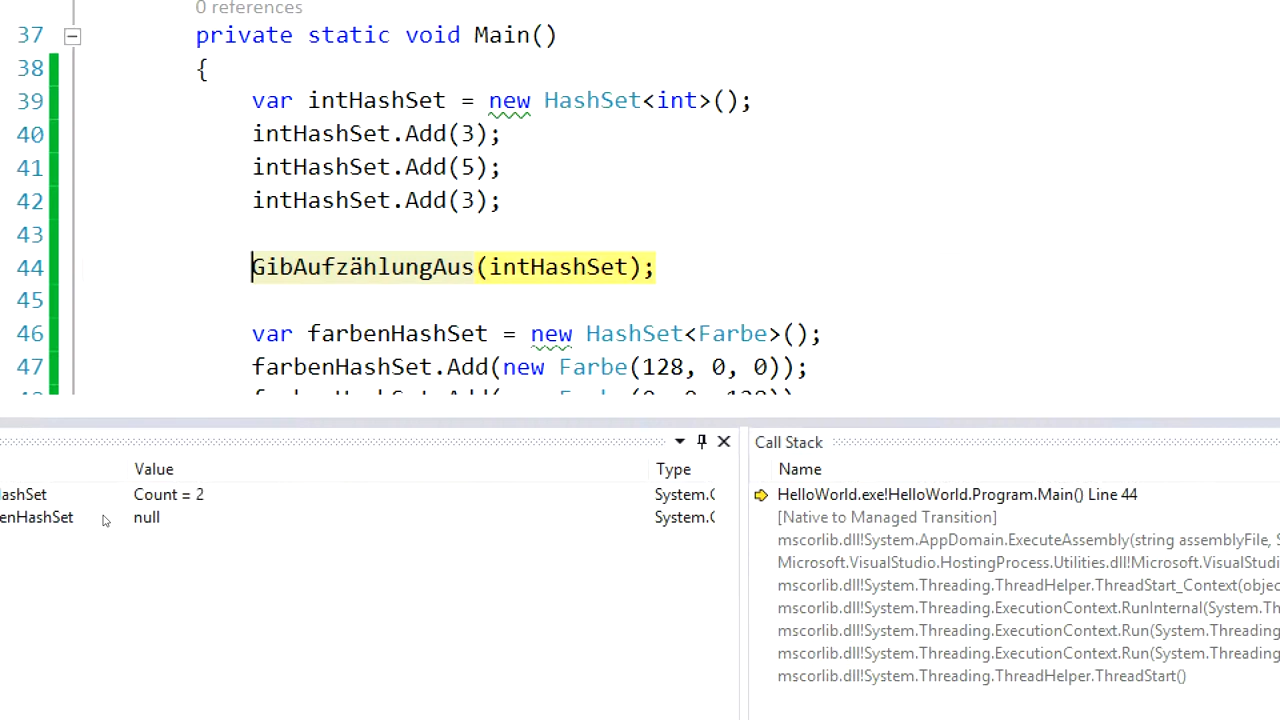 0 references
37 private static void Main()
38 {
39 var intHashSet = new HashSet<int>();
40 intHashSet.Add(3);
41 intHashSet.Add(5);
42 intHashSet.Add(3);
43
44 GibAufzählungAus(intHashSet);
45
46 var farbenHashSet = new HashSet<Farbe>();
47 farbenHashSet.Add(new Farbe(128, 0, 0));
Value Type
HashSet Count = 2 System.C
enHashSet null System.C
Call Stack
Name
HelloWorld.exe!HelloWorld.Program.Main() Line 44
[Native to Managed Transition]
mscorlib.dll!System.AppDomain.ExecuteAssembly(string assemblyFile, S
Microsoft.VisualStudio.HostingProcess.Utilities.dll!Microsoft.VisualStudi
mscorlib.dll!System.Threading.ThreadHelper.ThreadStart_Context(objec
mscorlib.dll!System.Threading.ExecutionContext.RunInternal(System.Th
mscorlib.dll!System.Threading.ExecutionContext.Run(System.Threading
mscorlib.dll!System.Threading.ExecutionContext.Run(System.Threading
mscorlib.dll!System.Threading.ThreadHelper.ThreadStart()